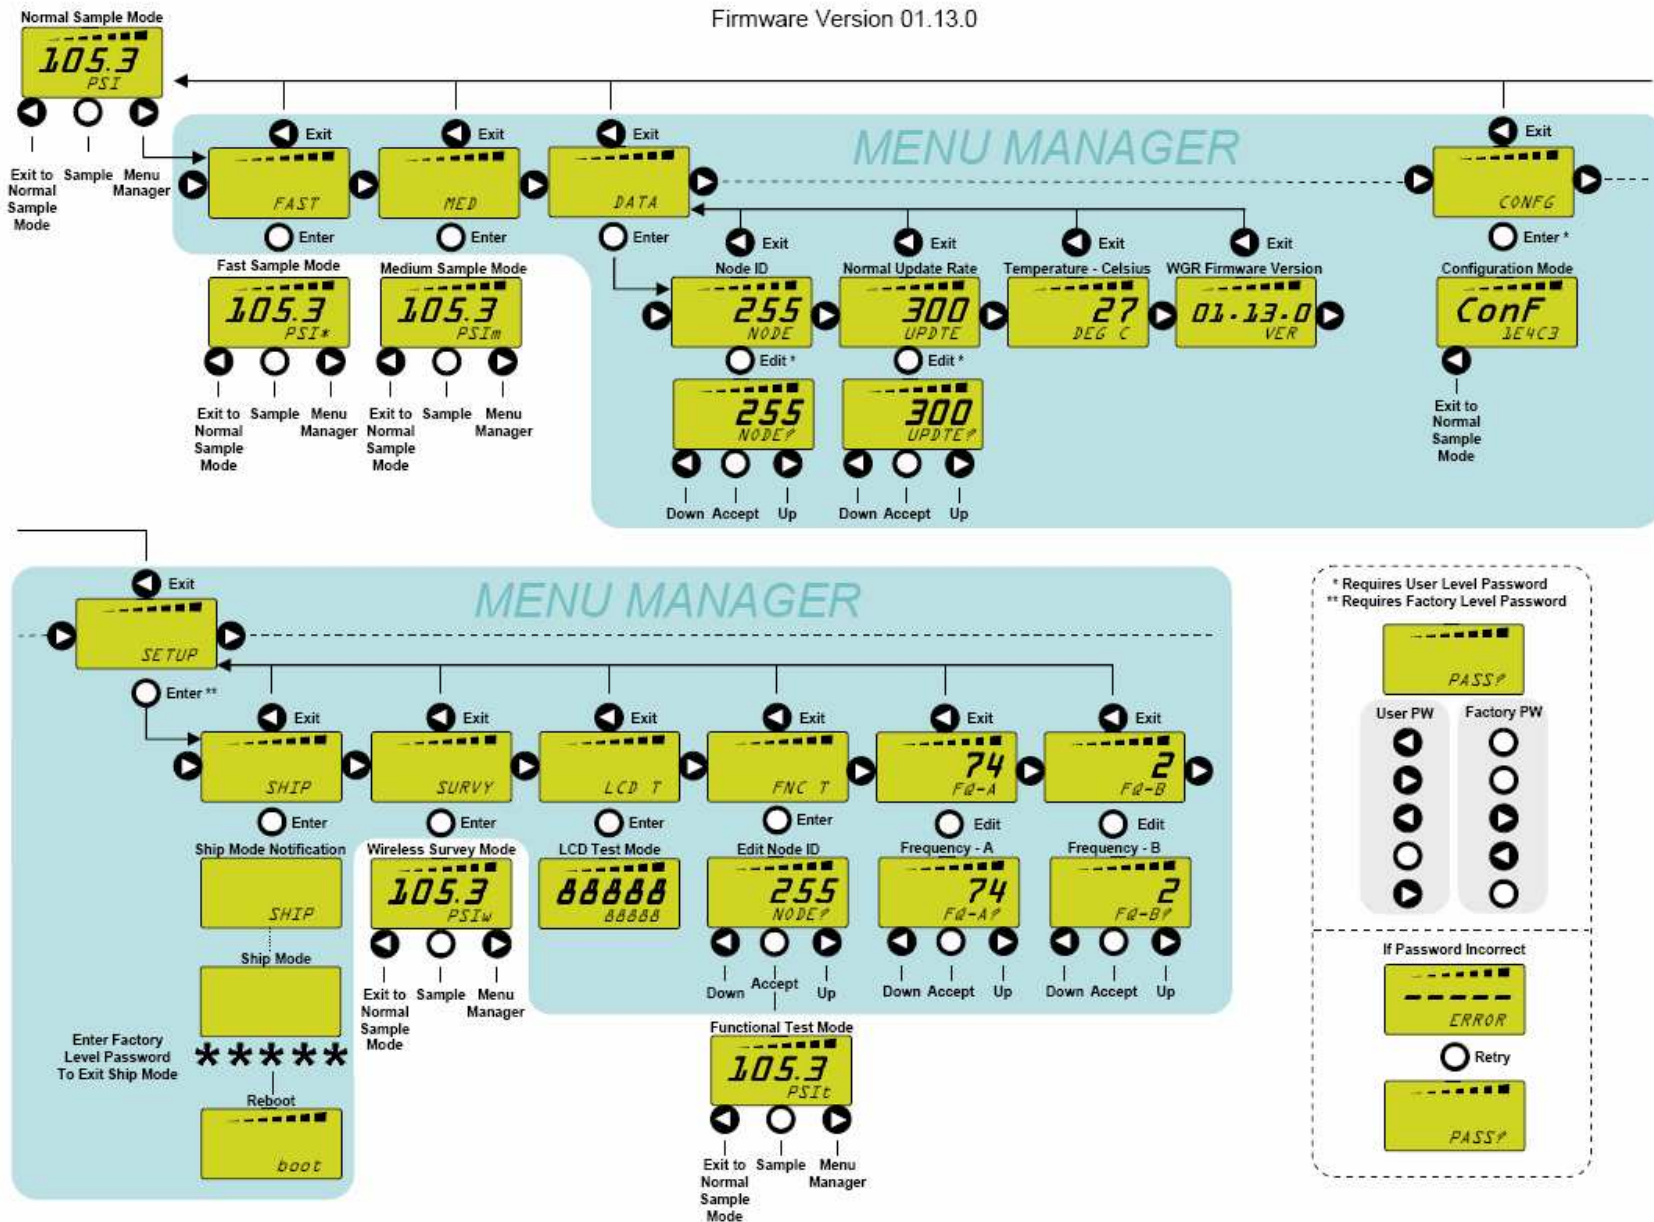 Firmware Version 01.13.0
Normal Sample Mode
105.3
PSI
Exit to
Normal
Sample
Mode
Sample
Menu
Manager
MENU MANAGER
Exit
FAST
Enter
Fast Sample Mode
105.3
PSI*
Exit to
Normal
Sample
Mode
Sample
Menu
Manager
Exit
MED
Enter
Medium Sample Mode
105.3
PSIm
Exit to
Normal
Sample
Mode
Sample
Menu
Manager
Exit
DATA
Enter
Exit
Node ID
255
NODE
Edit *
255
NODE?
Down
Accept
Up
Exit
Normal Update Rate
300
UPDTE
Edit *
300
UPDTE?
Down
Accept
Up
Exit
Temperature - Celsius
27
DEG C
Exit
WGR Firmware Version
01.13.0
VER
Exit
CONFG
Enter *
Configuration Mode
ConF
1E4C3
Exit to
Normal
Sample
Mode
MENU MANAGER
Exit
SETUP
Enter **
Exit
SHIP
Enter
Ship Mode Notification
SHIP
Ship Mode
Enter Factory
Level Password
To Exit Ship Mode
*****
Reboot
boot
Exit
SURVY
Enter
Wireless Survey Mode
105.3
PSIw
Exit to
Normal
Sample
Mode
Sample
Menu
Manager
Exit
LCD T
Enter
LCD Test Mode
88888
88888
Exit
FNC T
Enter
Edit Node ID
255
NODE?
Down
Accept
Up
Functional Test Mode
105.3
PSIt
Exit to
Normal
Sample
Mode
Sample
Menu
Manager
Exit
74
FQ-A
Edit
Frequency - A
74
FQ-A?
Down
Accept
Up
Exit
2
FQ-B
Edit
Frequency - B
2
FQ-B?
Down
Accept
Up
* Requires User Level Password
** Requires Factory Level Password
PASS?
User PW
Factory PW
If Password Incorrect
-----
ERROR
Retry
PASS?